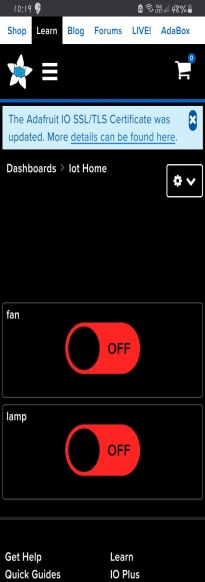 10:19
48%
Shop Learn Blog Forums LIVE! AdaBox
0
The Adafruit IO SSL/TLS Certificate was
updated. More details can be found here.
Dashboards > Iot Home
fan
OFF
lamp
OFF
Get Help Learn
Quick Guides IO Plus